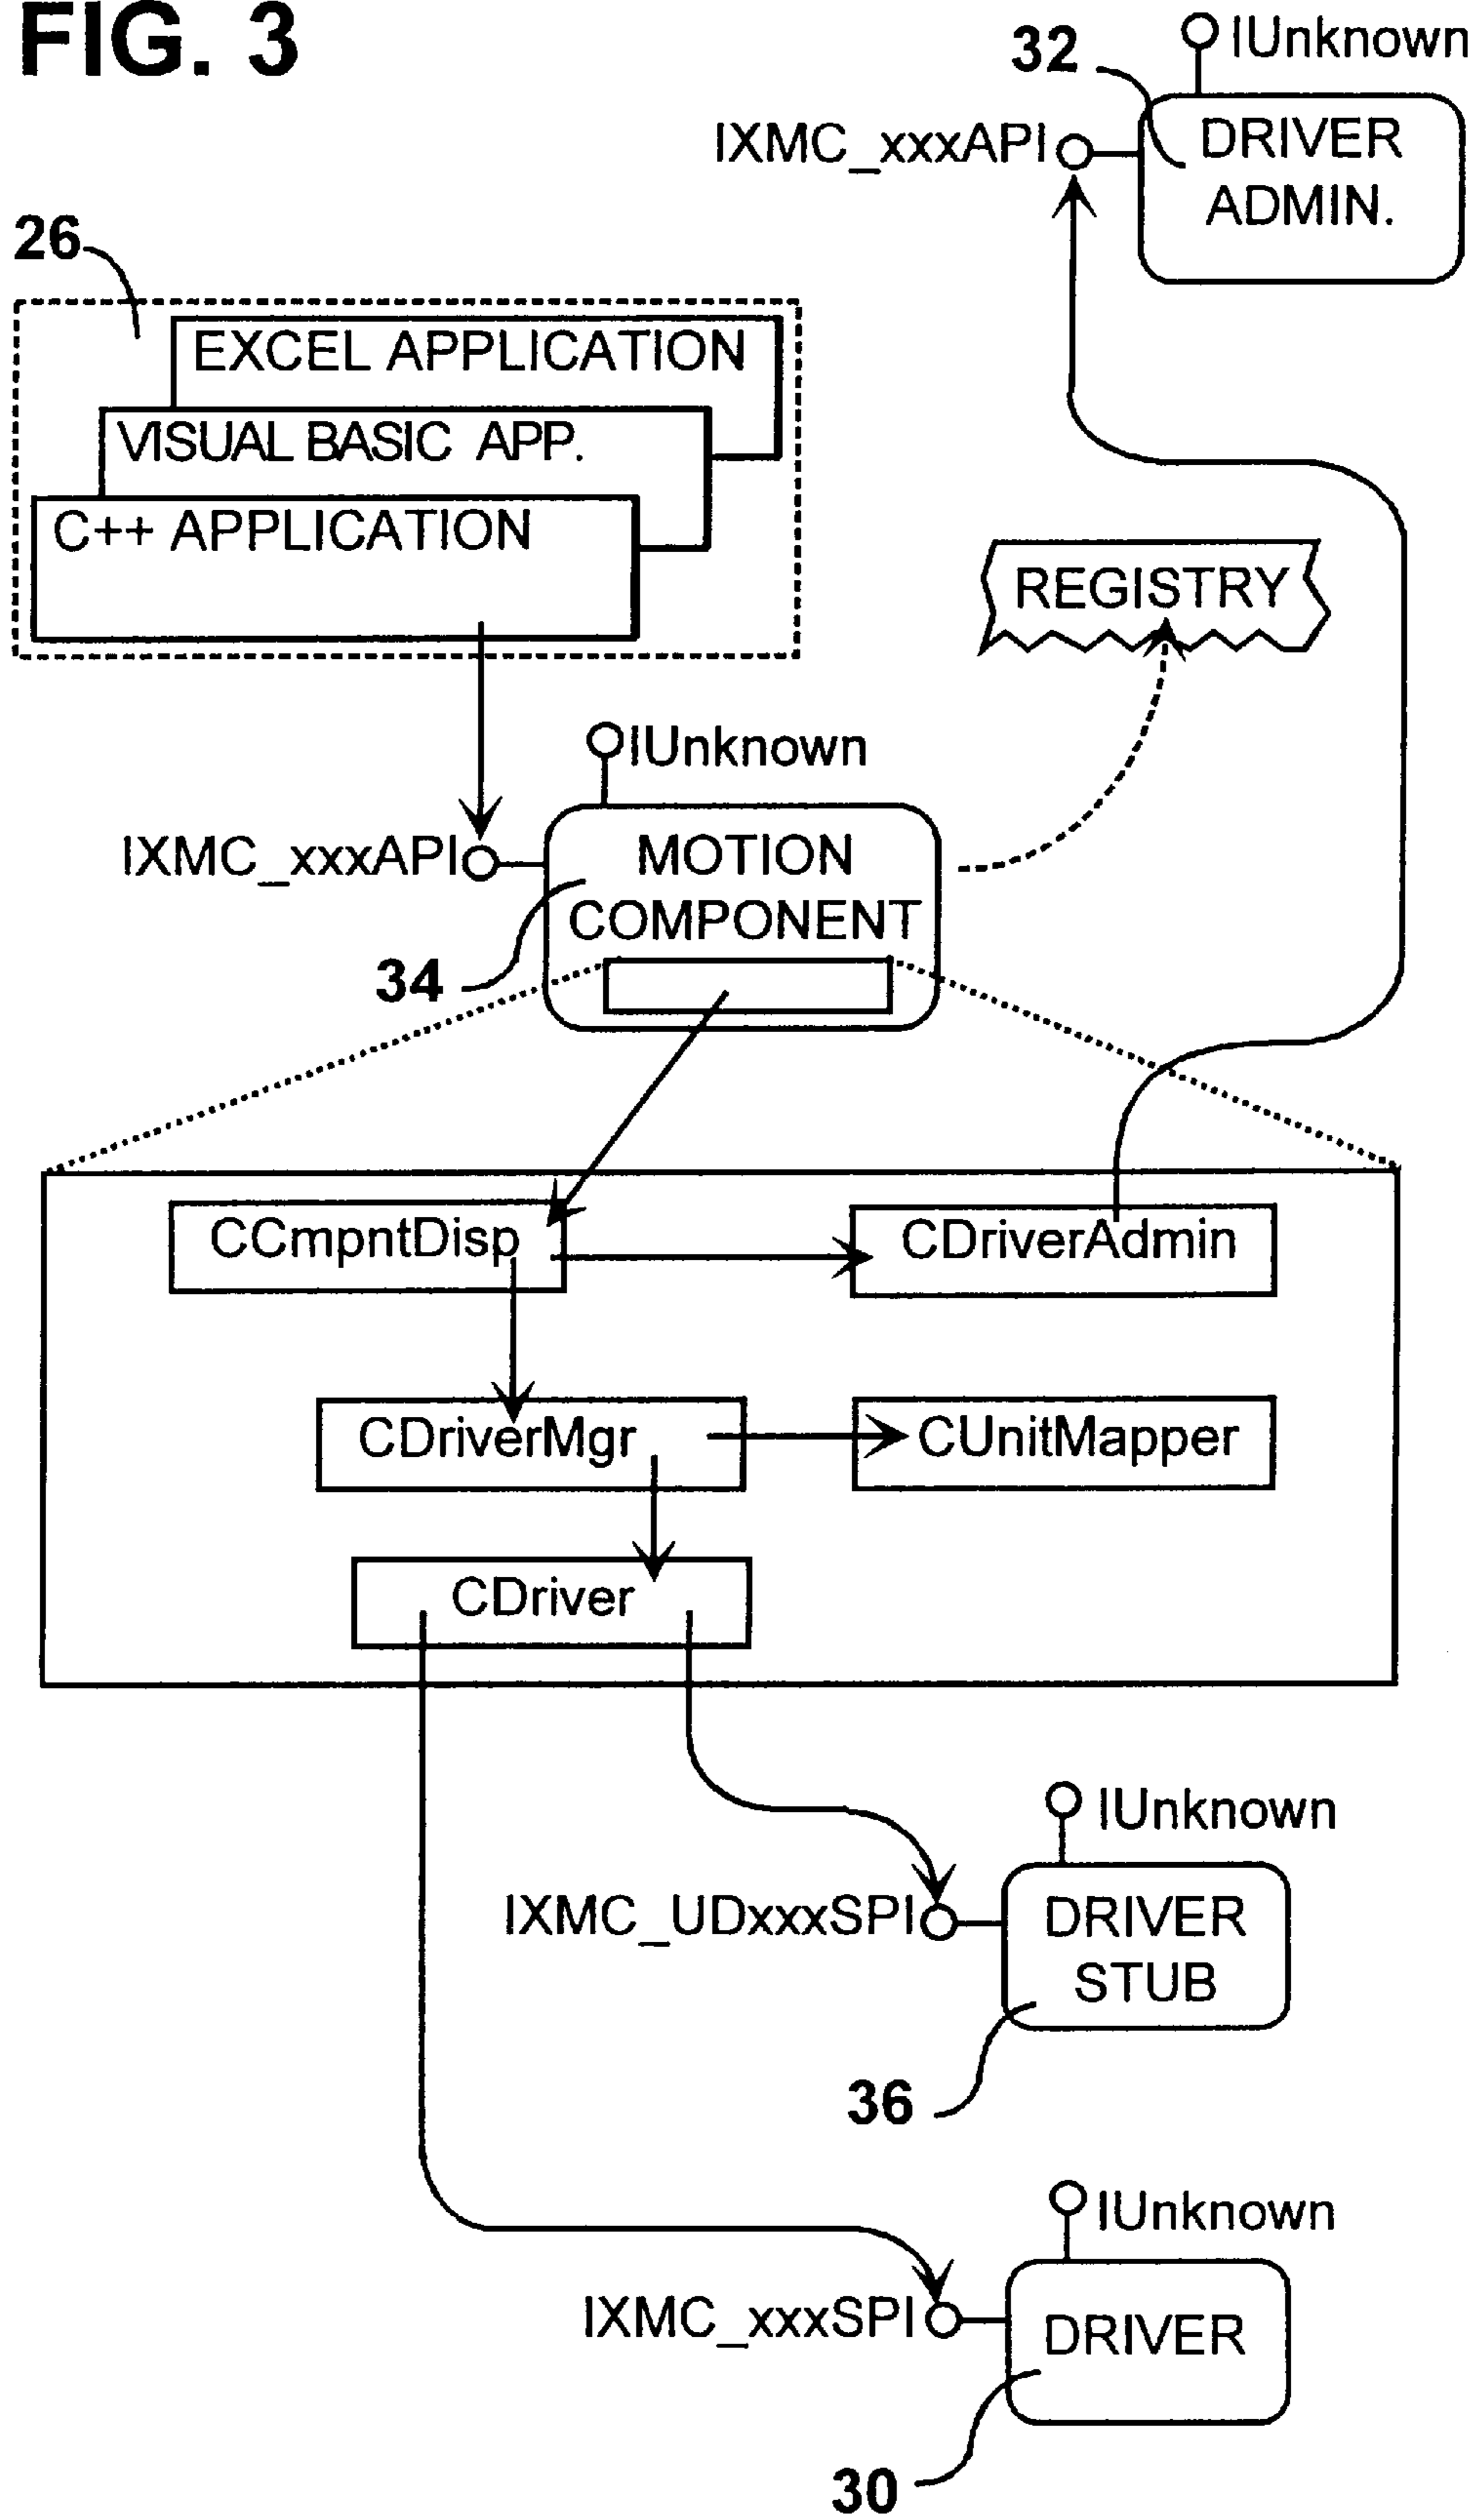 FIG. 3
32
IUnknown
IXMC_xxxAPI
DRIVER
ADMIN.
26
EXCEL APPLICATION
VISUAL BASIC APP.
C++ APPLICATION
REGISTRY
IUnknown
IXMC_xxxAPI
MOTION
COMPONENT
34
CCmpntDisp
CDriverAdmin
CDriverMgr
CUnitMapper
CDriver
IUnknown
IXMC_UDxxxSPI
DRIVER
STUB
36
IUnknown
IXMC_xxxSPI
DRIVER
30